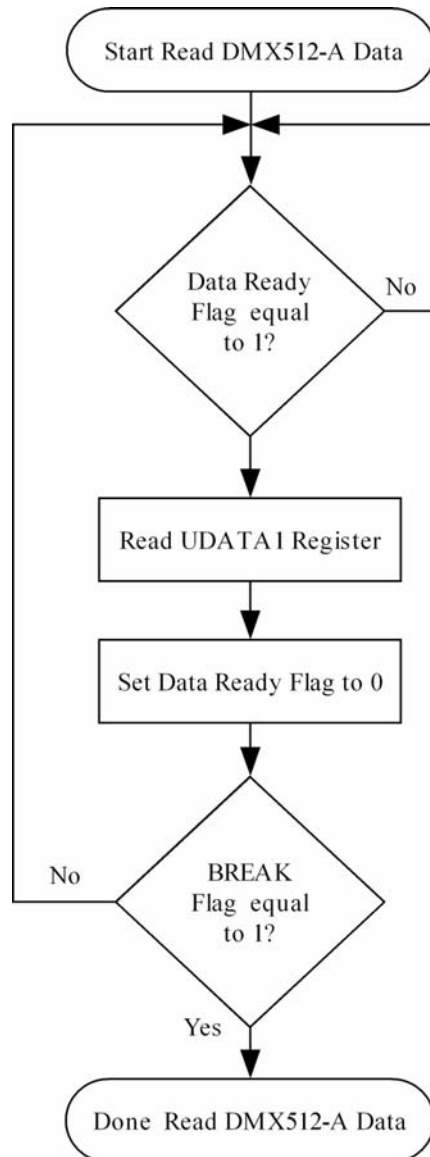 Start Read DMX512-A Data
Data Ready
Flag equal
to 1?
No
Read UDATA1 Register
Set Data Ready Flag to 0
BREAK
Flag equal
to 1?
No
Yes
Done Read DMX512-A Data